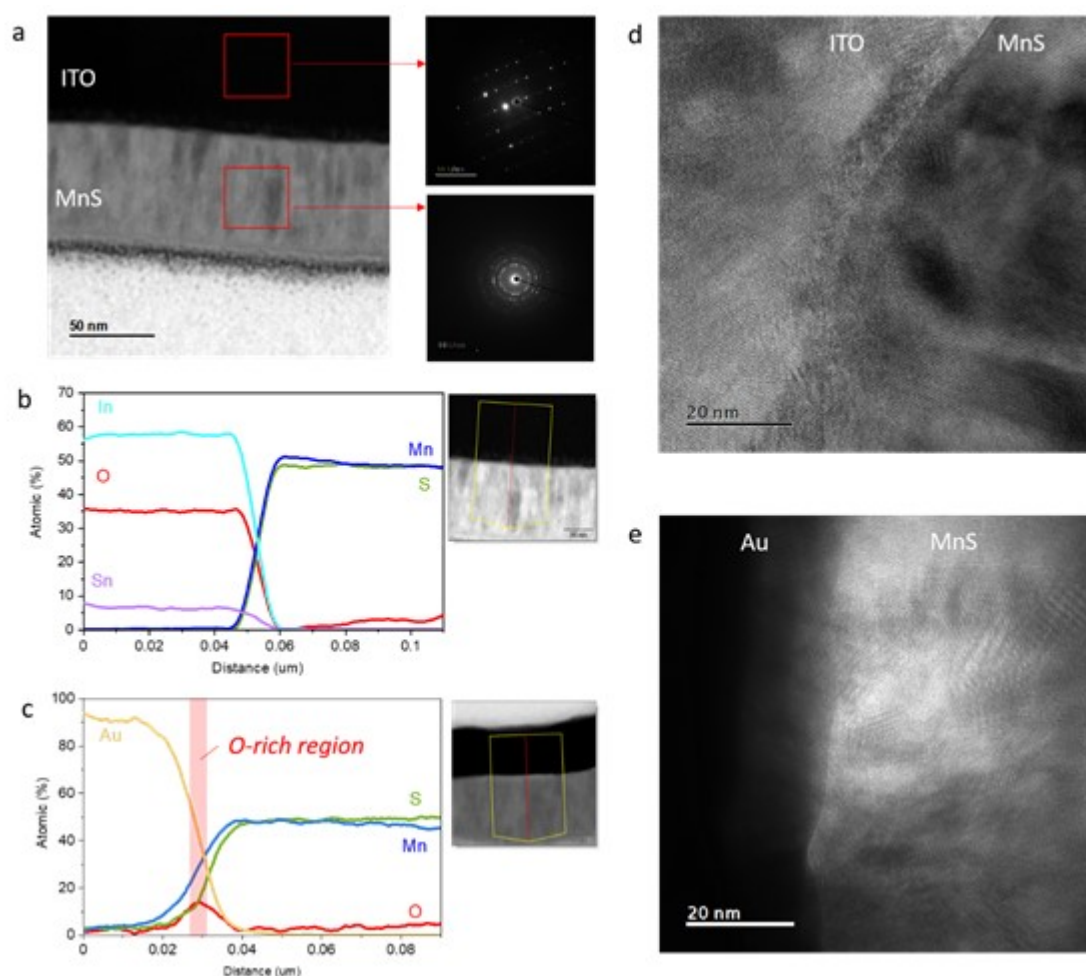 a
ITO
MnS
50 nm
b
70
60
50
40
30
20
10
0
Atomic (%)
In
O
Sn
Mn
S
0
0.02
0.04
0.06
0.08
0.1
Distance (um)
c
100
80
60
40
20
0
Atomic (%)
Au
O-rich region
S
Mn
O
0
0.02
0.04
0.06
0.08
Distance (um)
d
ITO
MnS
20 nm
e
Au
MnS
20 nm